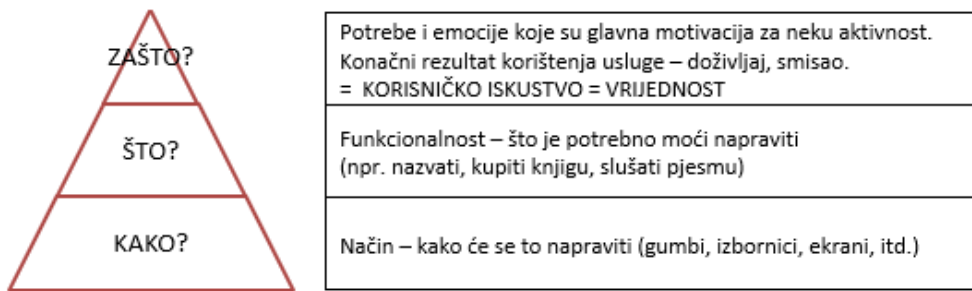 ZAŠTO?
Potrebe i emocije koje su glavna motivacija za neku aktivnost.
Konačni rezultat korištenja usluge – doživljaj, smisao.
= KORISNIČKO ISKUSTVO = VRIJEDNOST
ŠTO?
Funkcionalnost – što je potrebno moći napraviti
(npr. nazvati, kupiti knjigu, slušati pjesmu)
KAKO?
Način – kako će se to napraviti (gumbi, izbornici, ekrani, itd.)